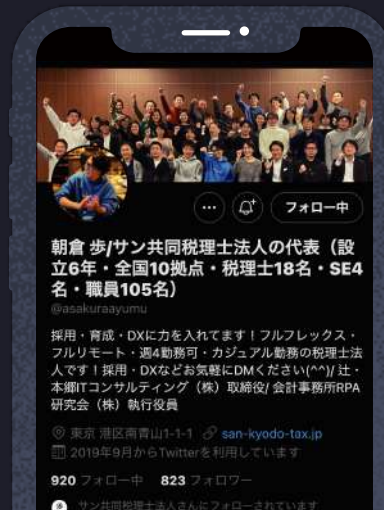 フォロー中
朝倉 歩/サン共同税理士法人の代表（設
立6年・全国10拠点・税理士18名・SE4
名・職員105名）
@asakuraayumu
採用・育成・DXに力を入れてます！フルフレックス・
フルリモート・週4勤務可・カジュアル勤務の税理士法
人です！採用・DXなどお気軽にDMください(^^)/ 辻・
本郷ITコンサルティング（株）取締役/ 会計事務所RPA
研究会（株）執行役員
東京 港区南青山1-1-1 san-kyodo-tax.jp
2019年9月からTwitterを利用しています
920 フォロー中 823 フォロワー
サン共同税理士法人さんにフォローされています